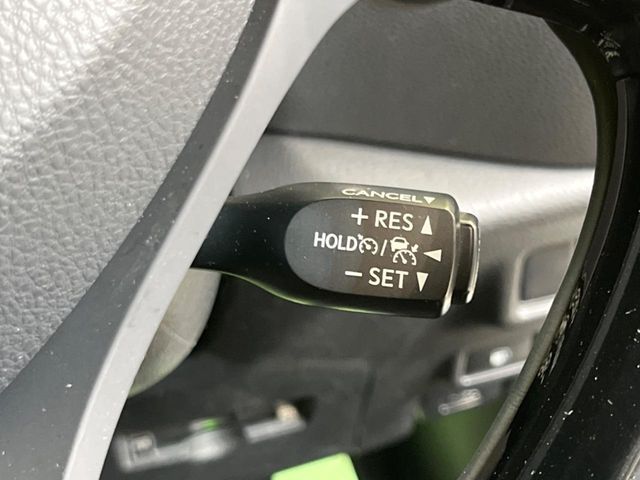 CANCEL▼
+ RES ▲
HOLD / ◄
− SET ▼